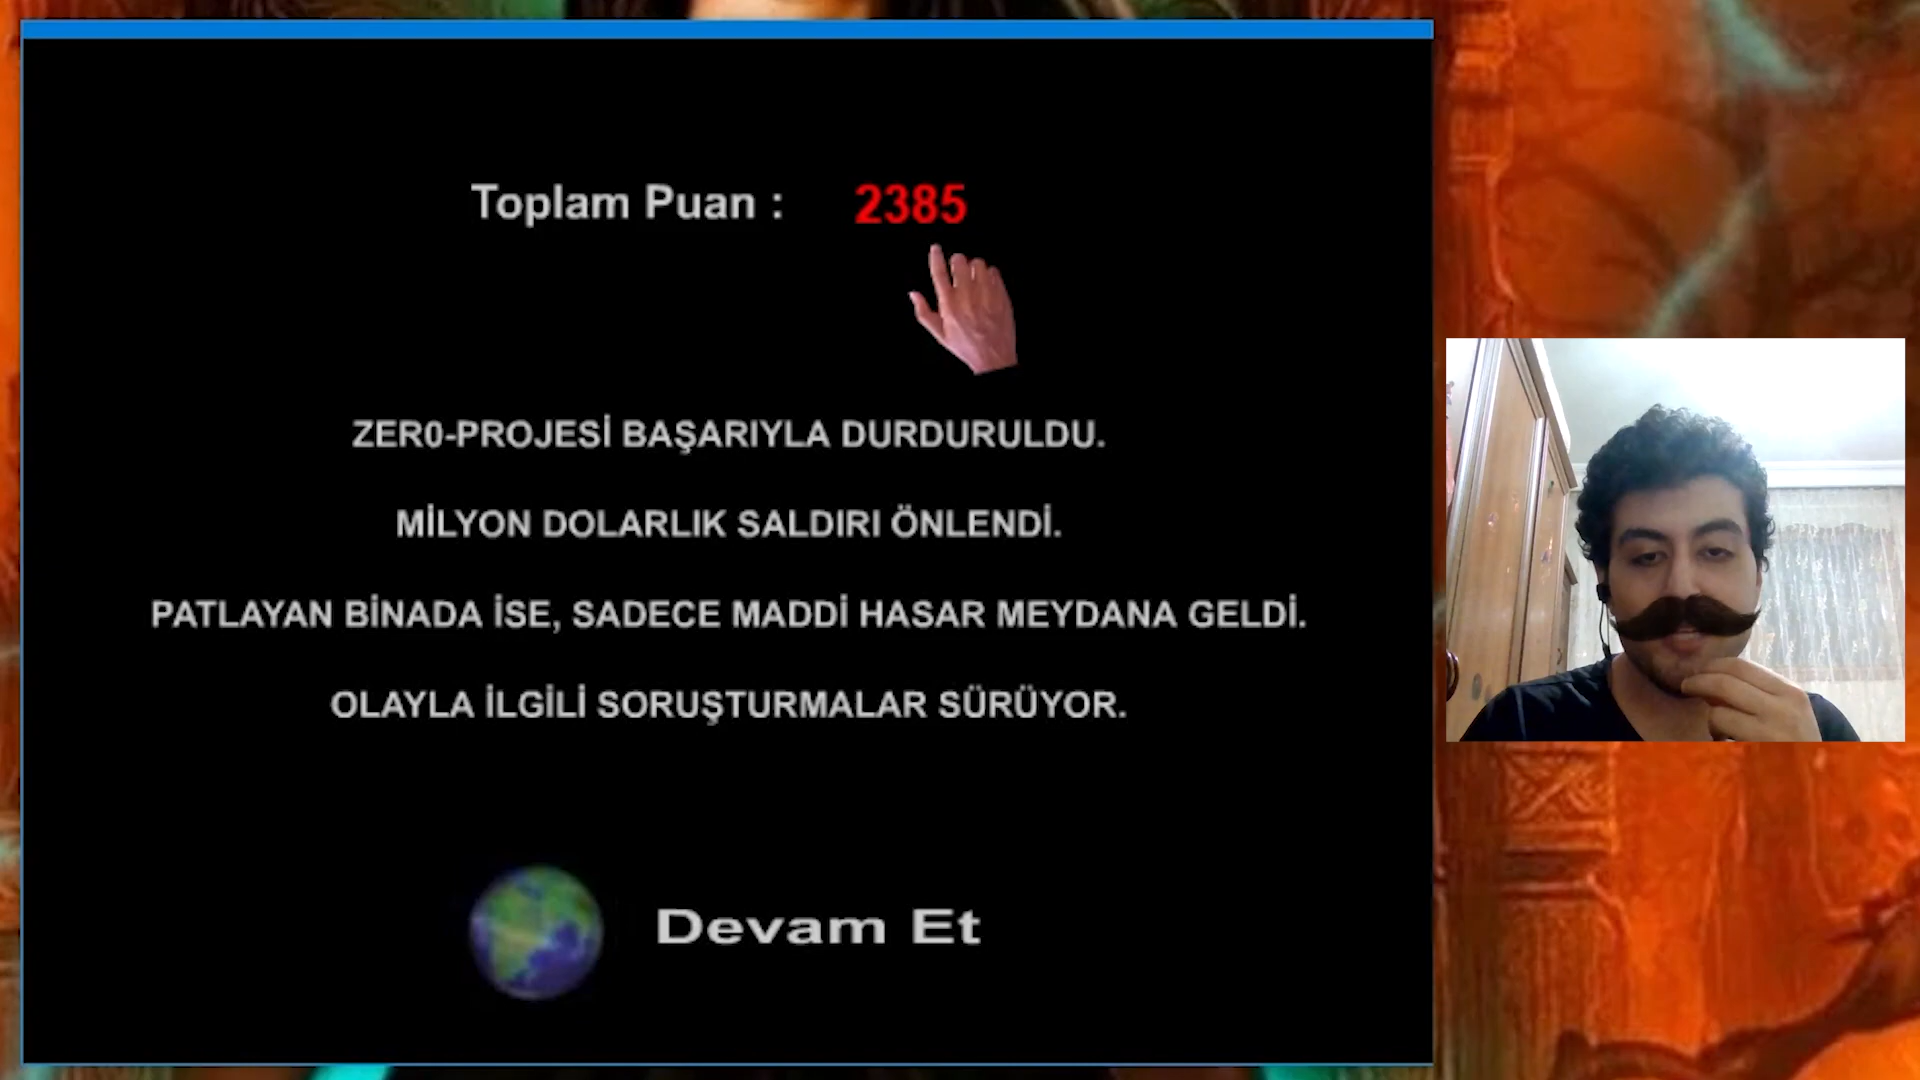 Toplam Puan : 2385
ZER0-PROJESİ BAŞARIYLA DURDURULDU.
MİLYON DOLARLIK SALDIRI ÖNLENDİ.
PATLAYAN BİNADA İSE, SADECE MADDİ HASAR MEYDANA GELDİ.
OLAYLA İLGİLİ SORUŞTURMALAR SÜRÜYOR.
Devam Et